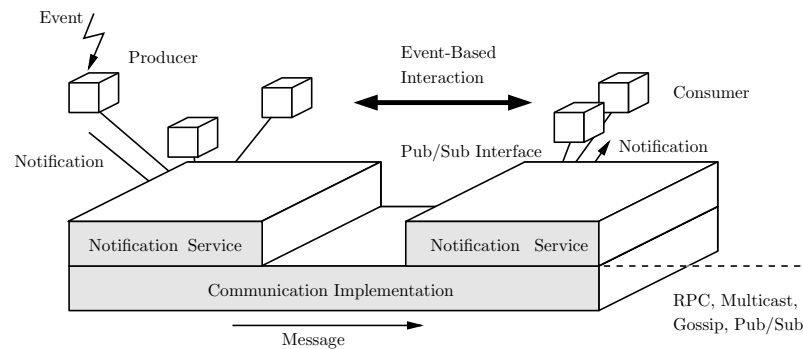 Event
Producer
Event-Based
Interaction
Consumer
Notification
Pub/Sub Interface
Notification
Notification Service
Notification Service
Communication Implementation
RPC, Multicast,
Gossip, Pub/Sub
Message